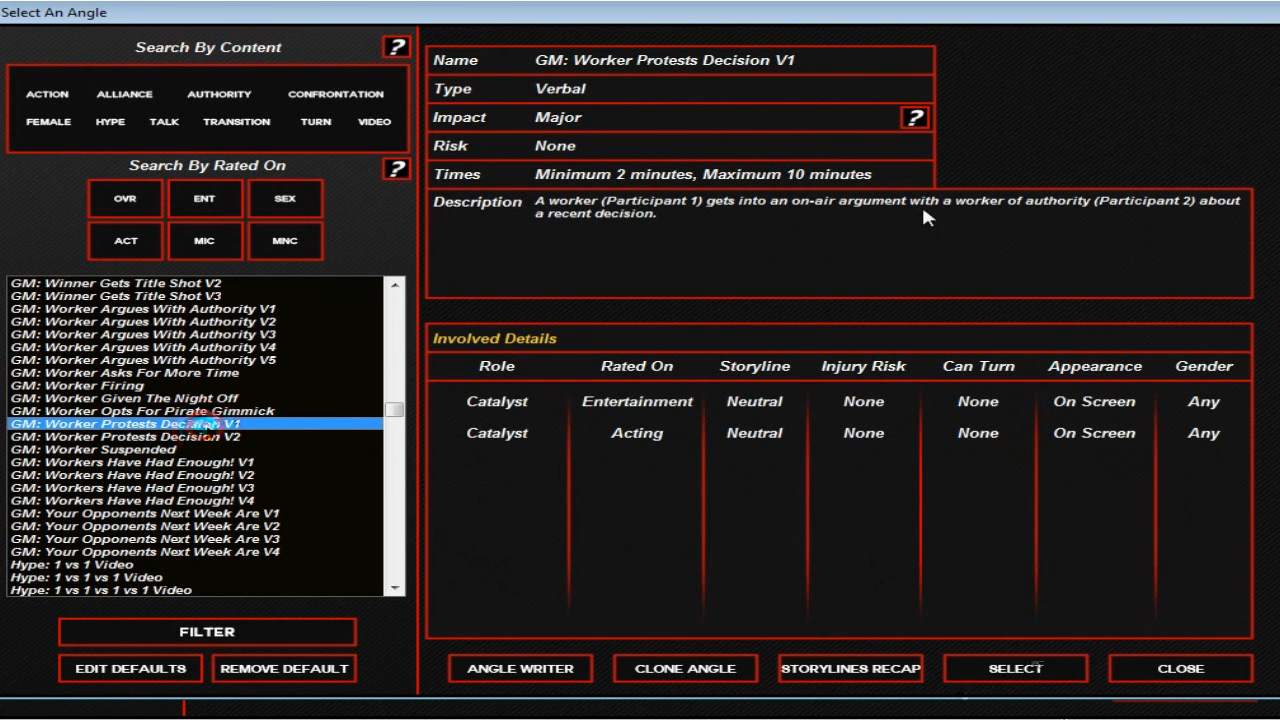 Select An Angle
Search By Content
?
ACTION ALLIANCE AUTHORITY CONFRONTATION
FEMALE HYPE TALK TRANSITION TURN VIDEO
Search By Rated On
?
OVR ENT SEX
ACT MIC MNC
GM: Winner Gets Title Shot V2
GM: Winner Gets Title Shot V3
GM: Worker Argues With Authority V1
GM: Worker Argues With Authority V2
GM: Worker Argues With Authority V3
GM: Worker Argues With Authority V4
GM: Worker Argues With Authority V5
GM: Worker Asks For More Time
GM: Worker Firing
GM: Worker Given The Night Off
GM: Worker Opts For Pirate Gimmick
GM: Worker Protests Decision V1
GM: Worker Protests Decision V2
GM: Worker Suspended
GM: Workers Have Had Enough! V1
GM: Workers Have Had Enough! V2
GM: Workers Have Had Enough! V3
GM: Workers Have Had Enough! V4
GM: Your Opponents Next Week Are V1
GM: Your Opponents Next Week Are V2
GM: Your Opponents Next Week Are V3
GM: Your Opponents Next Week Are V4
Hype: 1 vs 1 Video
Hype: 1 vs 1 vs 1 Video
Hype: 1 vs 1 vs 1 vs 1 Video
FILTER
EDIT DEFAULTS REMOVE DEFAULT
Name GM: Worker Protests Decision V1
Type Verbal
Impact Major ?
Risk None
Times Minimum 2 minutes, Maximum 10 minutes
Description A worker (Participant 1) gets into an on-air argument with a worker of authority (Participant 2) about
a recent decision.
Involved Details
Role Rated On Storyline Injury Risk Can Turn Appearance Gender
Catalyst Entertainment Neutral None None On Screen Any
Catalyst Acting Neutral None None On Screen Any
ANGLE WRITER CLONE ANGLE STORYLINES RECAP SELECT CLOSE